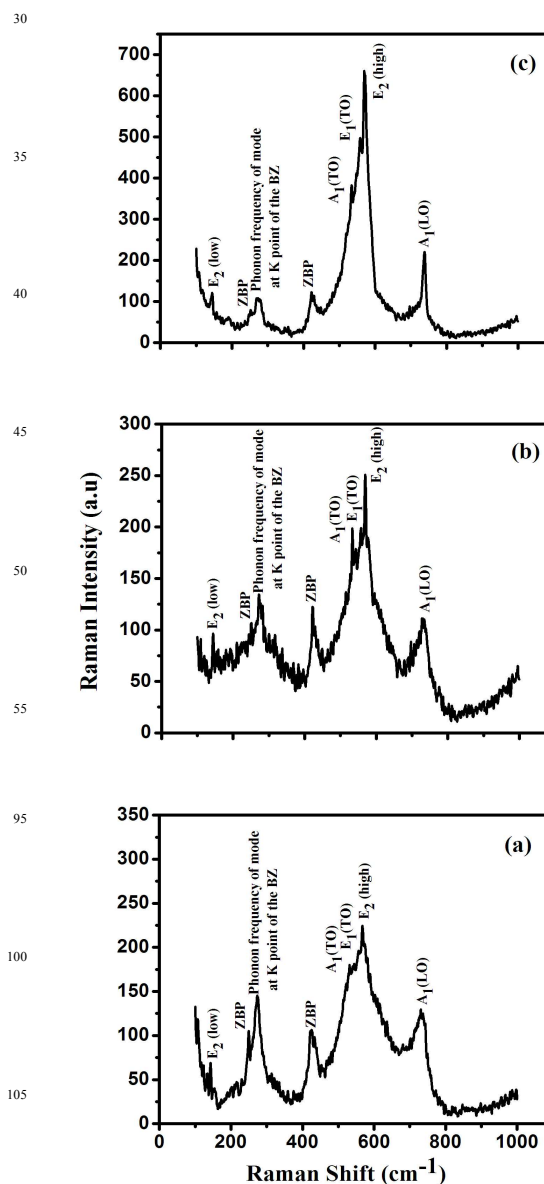 30
35
40
45
50
55
95
100
105
(c)
700
600
500
400
300
200
100
0
E2 (low)
ZBP
Phonon frequency of mode
at K point of the BZ
ZBP
A1(TO)
E1(TO)
E2 (high)
A1(LO)
Raman Intensity (a.u)
(b)
300
250
200
150
100
50
0
E2 (low)
ZBP
Phonon frequency of mode
at K point of the BZ
ZBP
A1(TO)
E1(TO)
E2 (high)
A1(LO)
(a)
350
300
250
200
150
100
50
0
E2 (low)
ZBP
Phonon frequency of mode
at K point of the BZ
ZBP
A1(TO)
E1(TO)
E2 (high)
A1(LO)
0 200 400 600 800 1000
Raman Shift (cm-1)